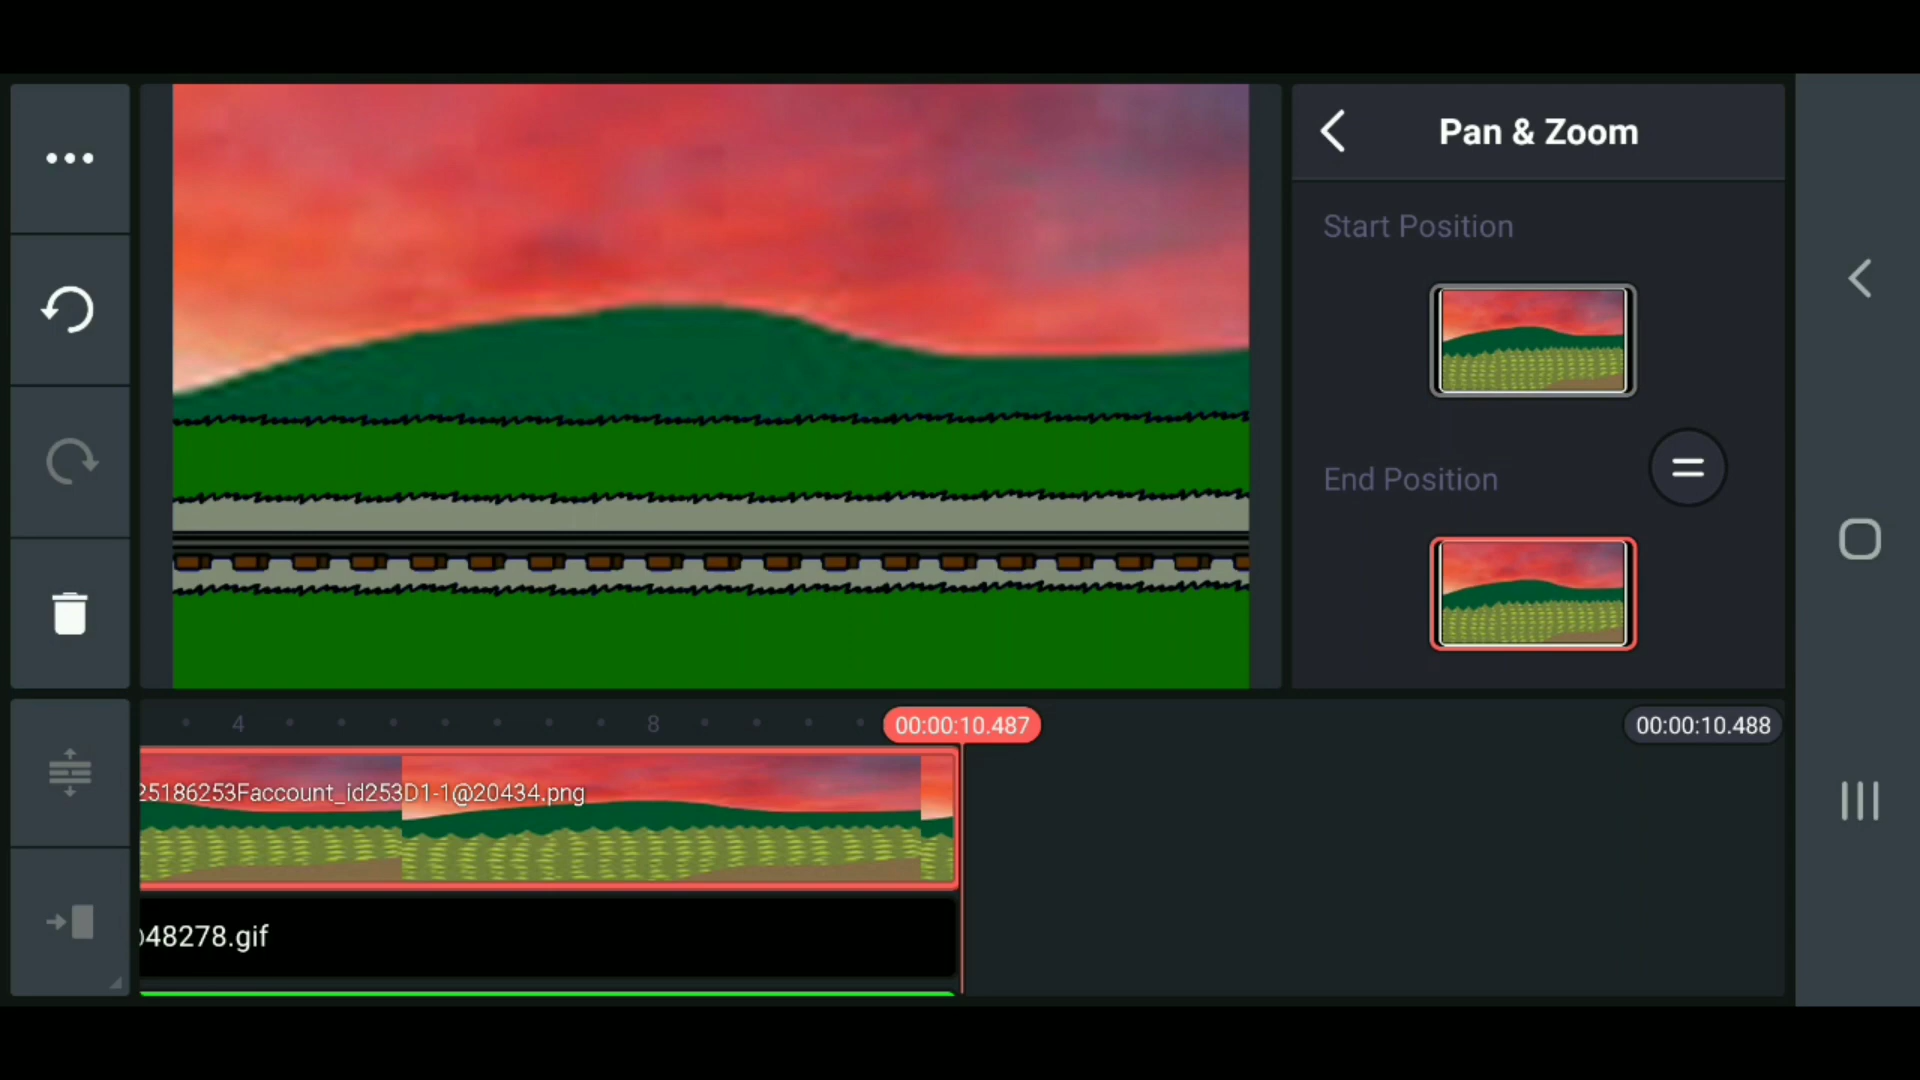 Pan & Zoom
Start Position
End Position
4
8
00:00:10.487
00:00:10.488
25186253Faccount_id253D1-1@20434.png
48278.gif